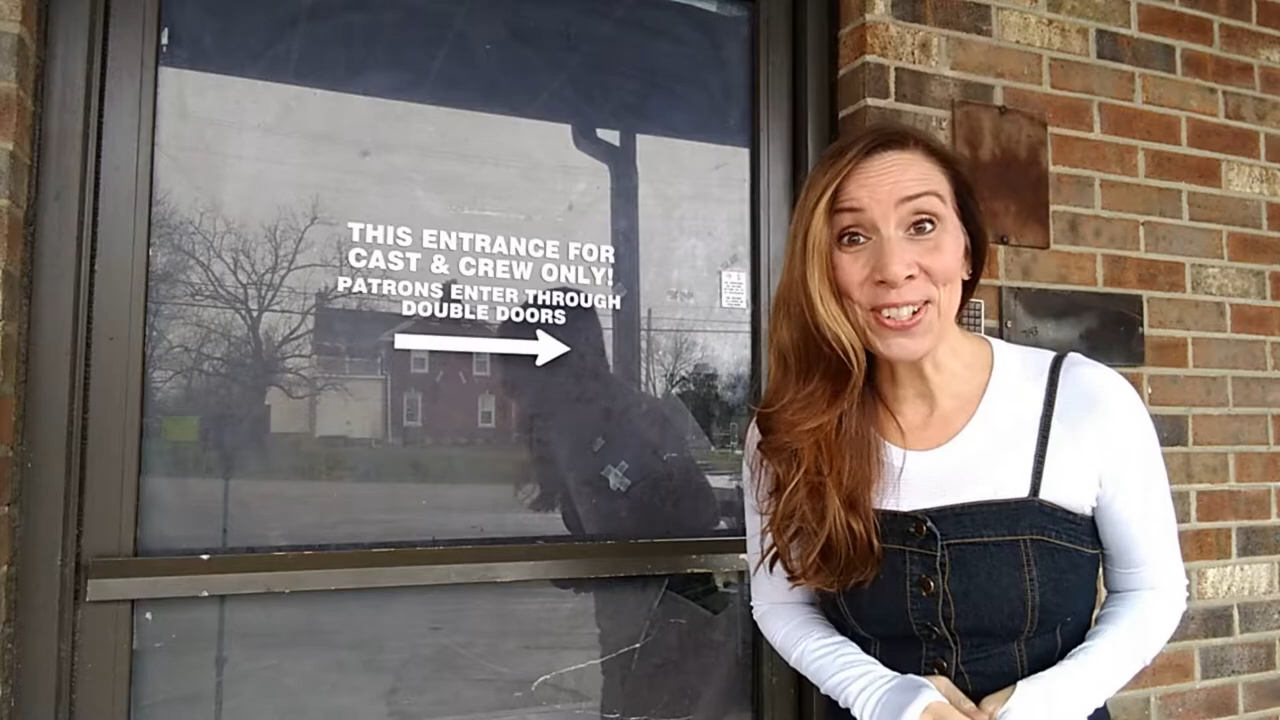 THIS ENTRANCE FOR
CAST & CREW ONLY!
PATRONS ENTER THROUGH
DOUBLE DOORS